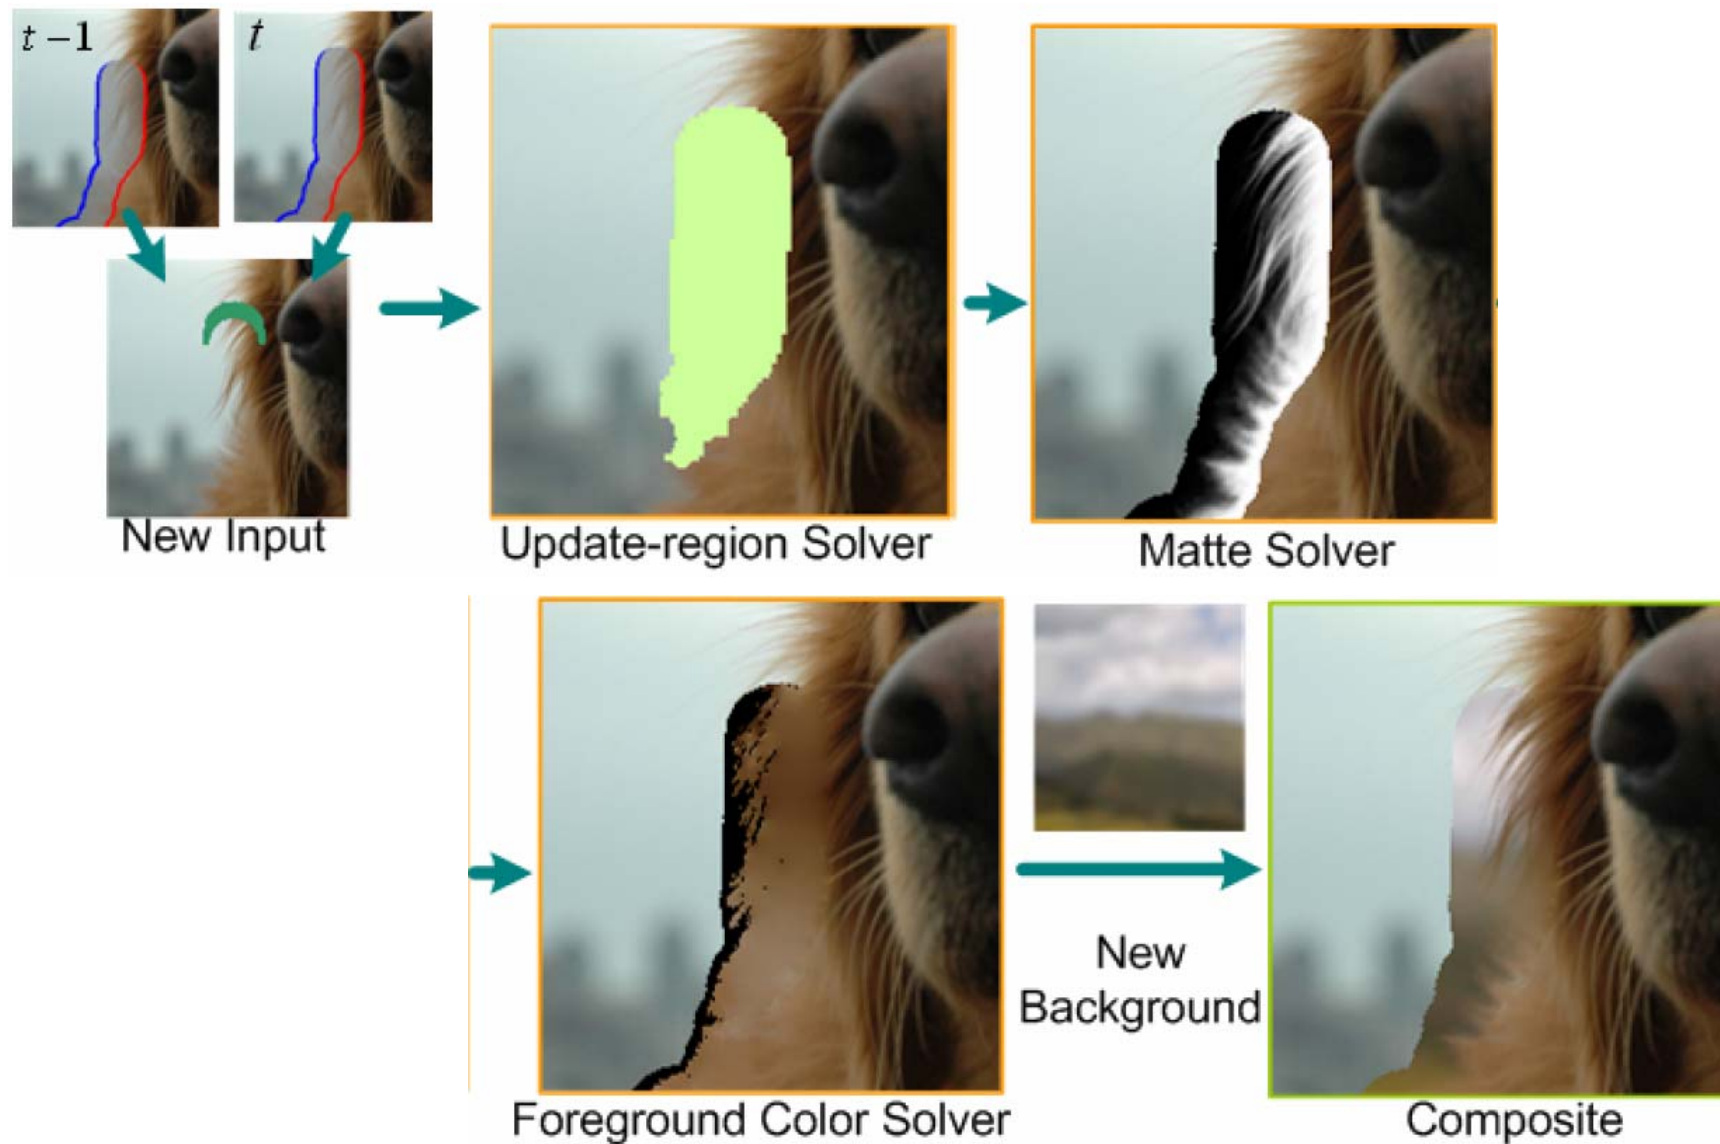 t-1
t
New Input
Update-region Solver
Matte Solver
New
Background
Foreground Color Solver
Composite